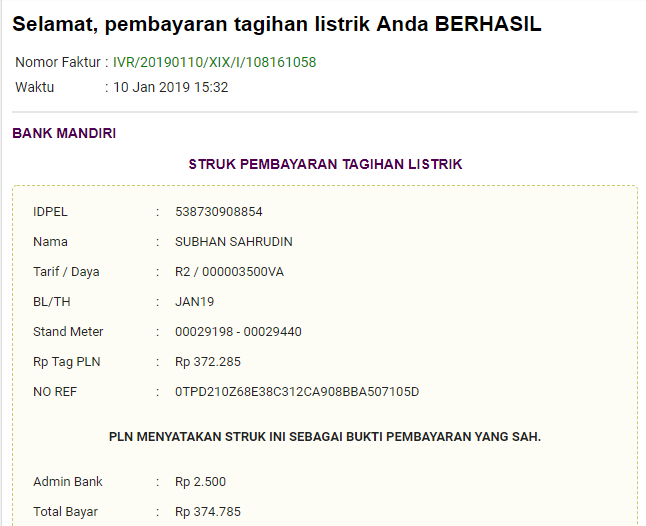 Selamat, pembayaran tagihan listrik Anda BERHASIL
Nomor Faktur : IVR/20190110/XIX/I/108161058
Waktu : 10 Jan 2019 15:32
BANK MANDIRI
STRUK PEMBAYARAN TAGIHAN LISTRIK
IDPEL : 538730908854
Nama : SUBHAN SAHRUDIN
Tarif / Daya : R2 / 000003500VA
BL/TH : JAN19
Stand Meter : 00029198 - 00029440
Rp Tag PLN : Rp 372.285
NO REF : 0TPD210Z68E38C312CA908BBA507105D
PLN MENYATAKAN STRUK INI SEBAGAI BUKTI PEMBAYARAN YANG SAH.
Admin Bank : Rp 2.500
Total Bayar : Rp 374.785